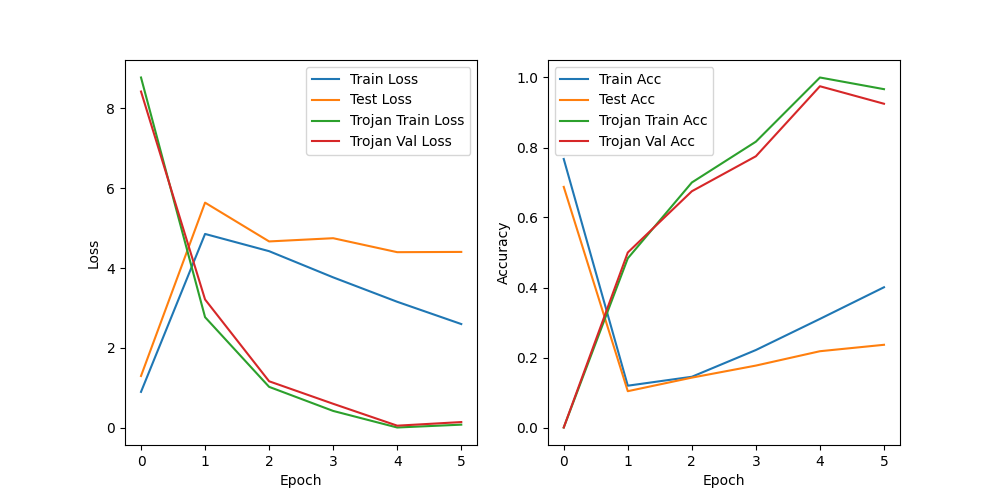 Loss
8
6
4
2
0
Train Loss
Test Loss
Trojan Train Loss
Trojan Val Loss
0 1 2 3 4 5
Epoch
Accuracy
1.0
0.8
0.6
0.4
0.2
0.0
Train Acc
Test Acc
Trojan Train Acc
Trojan Val Acc
0 1 2 3 4 5
Epoch